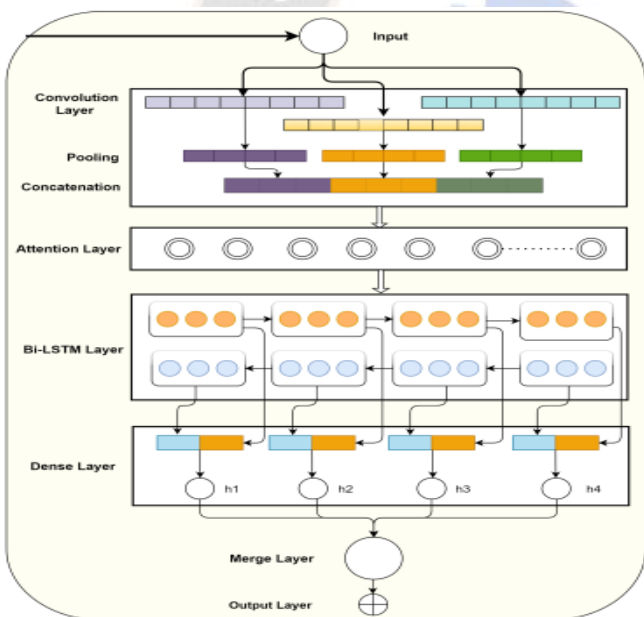 Input
Convolution
Layer
Pooling
Concatenation
Attention Layer
Bi-LSTM Layer
Dense Layer
h1 h2 h3 h4
Merge Layer
Output Layer